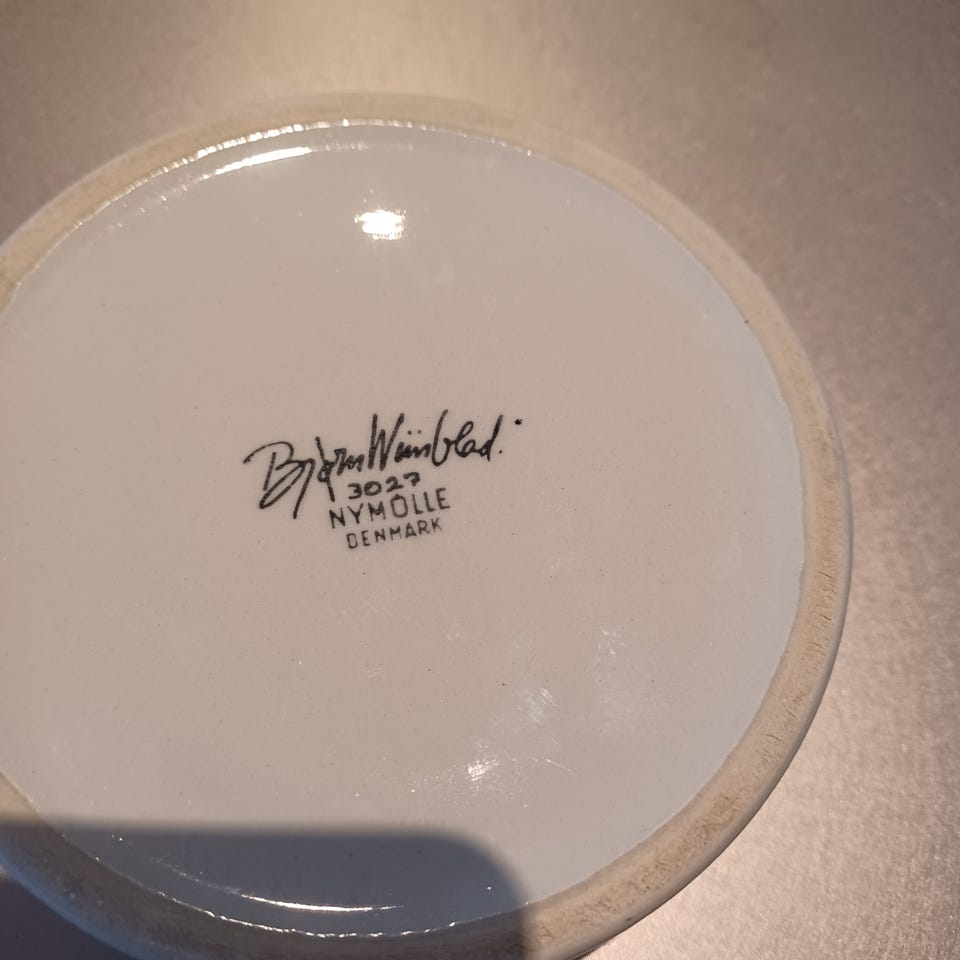 Bjørn Wiinblad.
3027
NYMÖLLE
DENMARK